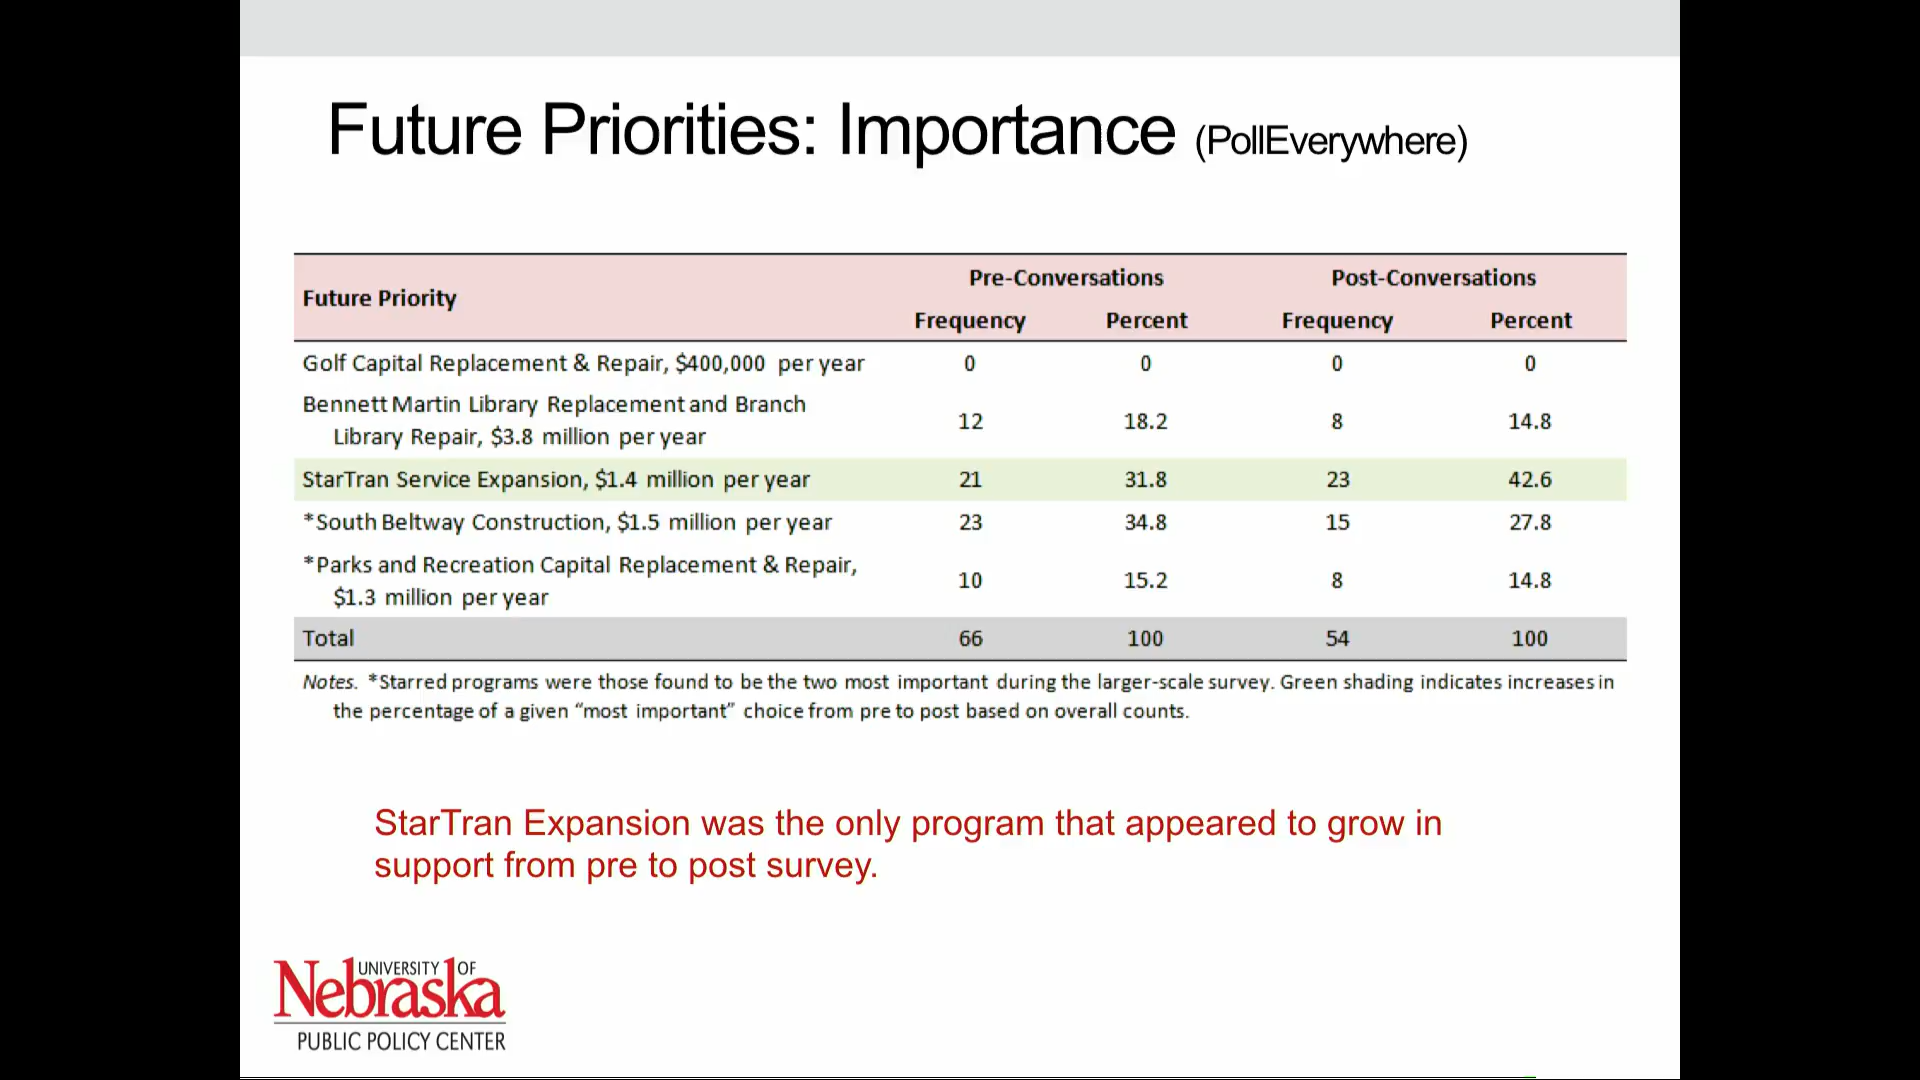 Future Priorities: Importance (PollEverywhere)
Future Priority
Pre-Conversations Post-Conversations
Frequency Percent Frequency Percent
Golf Capital Replacement & Repair, $400,000 per year 0 0 0 0
Bennett Martin Library Replacement and Branch
Library Repair, $3.8 million per year 12 18.2 8 14.8
StarTran Service Expansion, $1.4 million per year 21 31.8 23 42.6
*South Beltway Construction, $1.5 million per year 23 34.8 15 27.8
*Parks and Recreation Capital Replacement & Repair,
$1.3 million per year 10 15.2 8 14.8
Total 66 100 54 100
Notes. *Starred programs were those found to be the two most important during the larger-scale survey. Green shading indicates increases in
the percentage of a given “most important” choice from pre to post based on overall counts.
StarTran Expansion was the only program that appeared to grow in
support from pre to post survey.
UNIVERSITY OF
Nebraska
PUBLIC POLICY CENTER